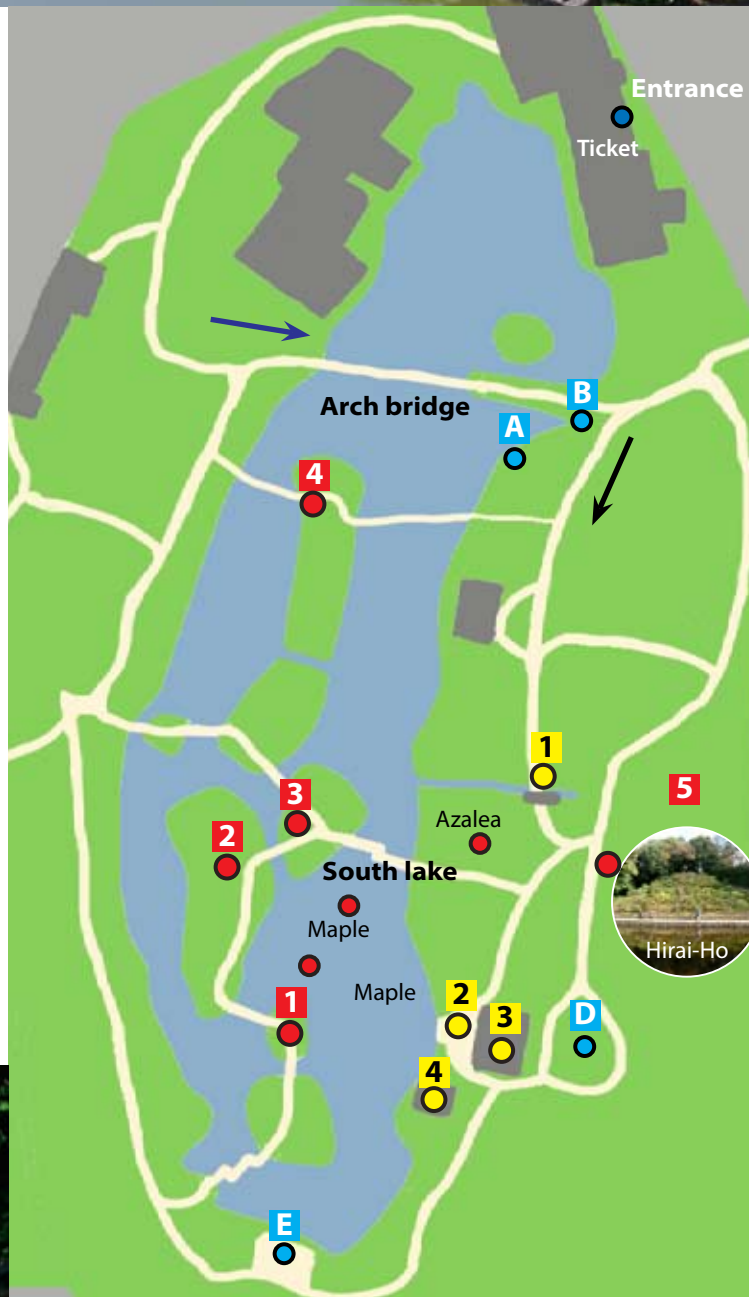 Entrance
Ticket
Arch bridge
B
A
4
1
5
3
2
Azalea
South lake
Maple
Hirai-Ho
Maple
1
2
3
D
4
E